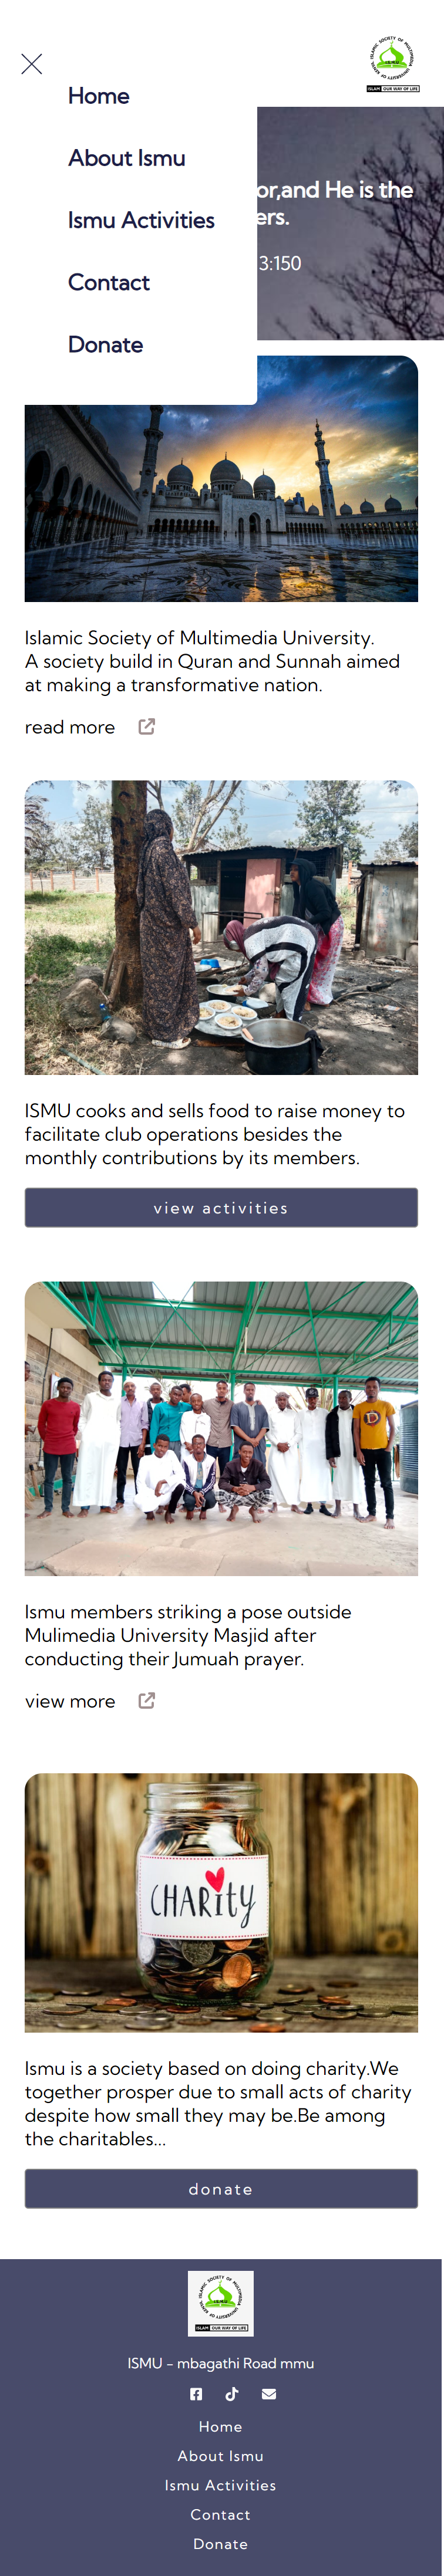 ISLAMIC SOCIETY OF MULTIMEDIA UNIVERSITY OF KENYA
ISLAM OUR WAY OF LIFE
Home
About Ismu
Ismu Activities
Contact
Donate
or,and He is the
ers.
3:150
Islamic Society of Multimedia University.
A society build in Quran and Sunnah aimed
at making a transformative nation.
read more
ISMU cooks and sells food to raise money to
facilitate club operations besides the
monthly contributions by its members.
view activities
Ismu members striking a pose outside
Mulimedia University Masjid after
conducting their Jumuah prayer.
view more
CHARITY
Ismu is a society based on doing charity.We
together prosper due to small acts of charity
despite how small they may be.Be among
the charitables...
donate
ISLAMIC SOCIETY OF MULTIMEDIA UNIVERSITY OF KENYA
ISLAM OUR WAY OF LIFE
ISMU - mbagathi Road mmu
Home
About Ismu
Ismu Activities
Contact
Donate